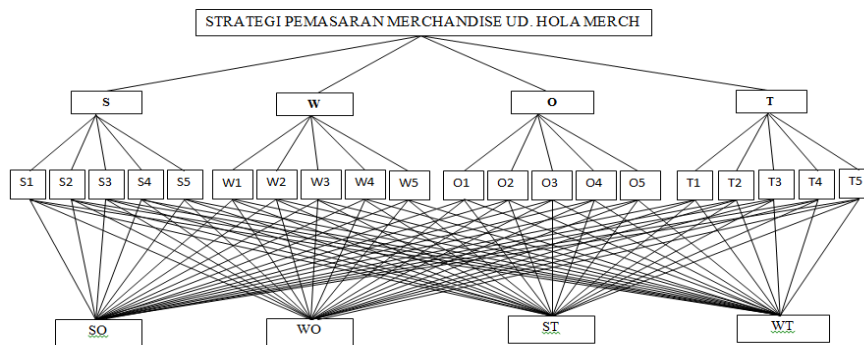 STRATEGI PEMASARAN MERCHANDISE UD. HOLA MERCH
S W O T
S1 S2 S3 S4 S5 W1 W2 W3 W4 W5 O1 O2 O3 O4 O5 T1 T2 T3 T4 T5
SO WO ST WT